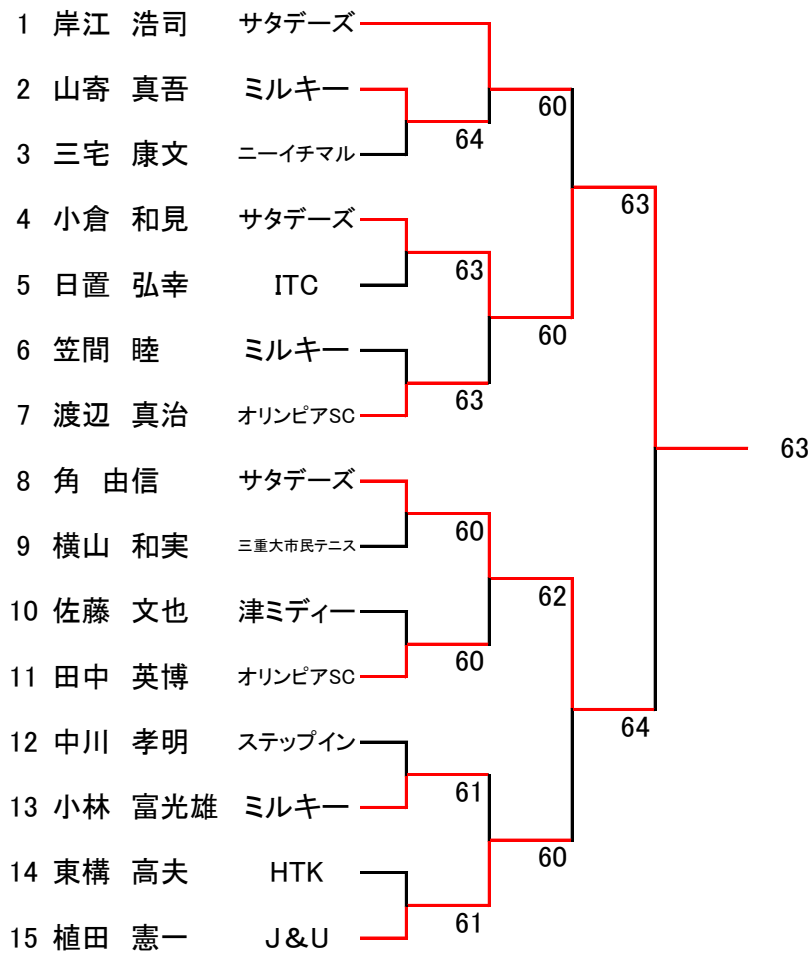 1 岸江 浩司 サタデーズ
60
2 山寄 真吾 ミルキー
64
3 三宅 康文 ニーイチマル
63
4 小倉 和見 サタデーズ
63
5 日置 弘幸 ITC
60
6 笠間 睦 ミルキー
63
7 渡辺 真治 オリンピアSC
63
8 角 由信 サタデーズ
60
9 横山 和実 三重大市民テニス
62
10 佐藤 文也 津ミディー
60
11 田中 英博 オリンピアSC
64
12 中川 孝明 ステップイン
61
13 小林 富光雄 ミルキー
60
14 東構 高夫 HTK
61
15 植田 憲一 J&U